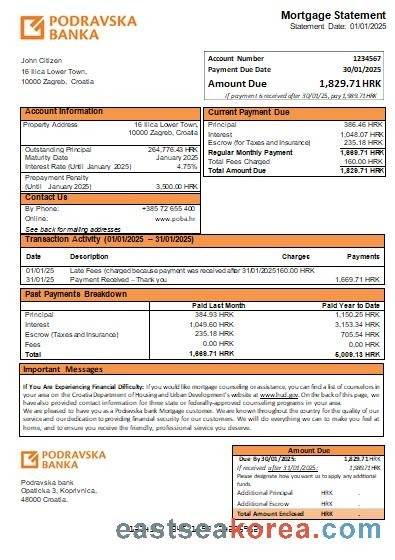 PODRAVSKA
BANKA
Mortgage Statement
Statement Date: 01/01/2025
John Citizen
16 Ilica Lower Town,
10000 Zagreb, Croatia
Account Number 1234567
Payment Due Date 30/01/2025
Amount Due 1,829.71 HRK
If payment is received after 30/01/25, pay 1,989.71 HRK
Account Information
Property Address 16 Ilica Lower Town,
10000 Zagreb, Croatia
Outstanding Principal 264,776.43 HRK
Maturity Date January 2025
Interest Rate (Until January 2025) 4.75%
Prepayment Penalty
(Until January 2025) 3,500.00 HRK
Contact Us
By Phone: +385 72 655 400
Online: www.poba.hr
See back for mailing addresses
Current Payment Due
Principal 386.46 HRK
Interest 1,048.07 HRK
Escrow (for Taxes and Insurance) 235.18 HRK
Regular Monthly Payment 1,669.71 HRK
Total Fees Charged 160.00 HRK
Total Amount Due 1,829.71 HRK
Transaction Activity (01/01/2025 – 31/01/2025)
Date Description Charges Payments
01/01/25 Late Fees (charged because payment was received after 31/01/2025 160.00 HRK
31/01/25 Payment Received – Thank you 1,669.71 HRK
Past Payments Breakdown
Paid Last Month Paid Year to Date
Principal 384.93 HRK 1,150.25 HRK
Interest 1,049.60 HRK 3,153.34 HRK
Escrow (Taxes and Insurance) 235.18 HRK 705.54 HRK
Fees 0.00 HRK 0.00 HRK
Total 1,669.71 HRK 5,009.13 HRK
Important Messages
If You Are Experiencing Financial Difficulty: If you would like mortgage counseling or assistance, you can find a list of counselors in
your area on the Croatia Department of Housing and Urban Development's website at www.hud.gov. On the back of this page, we
have also provided contact information for three state or federally-approved counseling programs in your area.
We are pleased to have you as a Podravska bank Mortgage customer. We are known throughout the country for the quality of our
service and our dedication to providing financial security for our customers. We will do everything we can to make you feel at
home, and to ensure you receive the friendly, professional service you deserve.
PODRAVSKA
BANKA
Podravska bank
Opaticka 3, Koprivnica,
48000 Croatia.
Amount Due
Due By 30/01/2025: 1,829.71 HRK
If received after 31/01/2025: 1,989.71 HRK
Please designate how you want us to apply any additional
funds.
Additional Principal HRK .
Additional Escrow HRK .
Total Amount Enclosed HRK .
eastseakorea.com